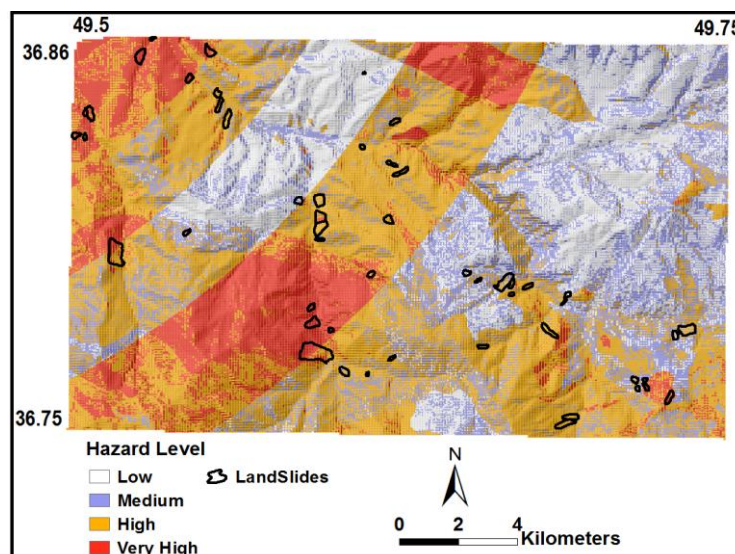 49.5 49.75
36.86
36.75
Hazard Level
Low LandSlides
Medium
High
Very High
N
0 2 4 Kilometers